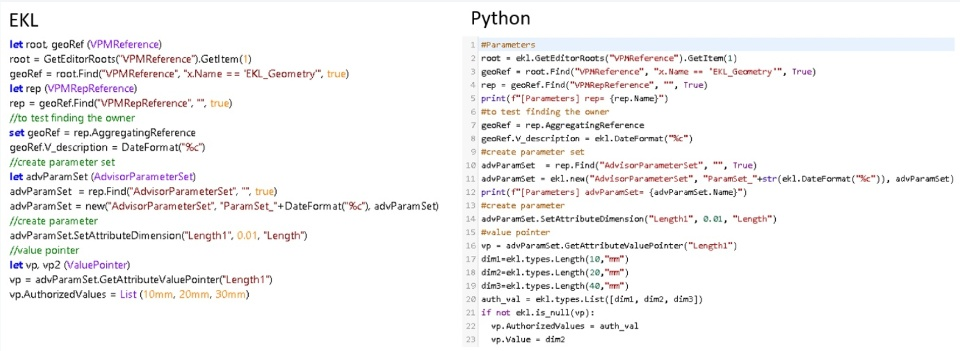 EKL
let root, geoRef (VPMReference)
root = GetEditorRoots("VPMReference").GetItem(1)
geoRef = root.Find("VPMReference", "x.Name == 'EKL_Geometry'", true)
let rep (VPMRepReference)
rep = geoRef.Find("VPMRepReference", "", true)
//to test finding the owner
set geoRef = rep.AggregatingReference
geoRef.V_description = DateFormat("%c")
//create parameter set
let advParamSet (AdvisorParameterSet)
advParamSet = rep.Find("AdvisorParameterSet", "", true)
advParamSet = new("AdvisorParameterSet", "ParamSet_"+DateFormat("%c"), advParamSet)
//create parameter
advParamSet.SetAttributeDimension("Length1", 0.01, "Length")
//value pointer
let vp, vp2 (ValuePointer)
vp = advParamSet.GetAttributeValuePointer("Length1")
vp.AuthorizedValues = List (10mm, 20mm, 30mm)
Python
1 #Parameters
2 root = ekl.GetEditorRoots("VPMReference").GetItem(1)
3 geoRef = root.Find("VPMReference", "x.Name == 'EKL_Geometry'", True)
4 rep = geoRef.Find("VPMRepReference", "", True)
5 print(f"[Parameters] rep= {rep.Name}")
6 #to test finding the owner
7 geoRef = rep.AggregatingReference
8 geoRef.V_description = ekl.DateFormat("%c")
9 #create parameter set
10 advParamSet  = rep.Find("AdvisorParameterSet", "", True)
11 advParamSet = ekl.new("AdvisorParameterSet", "ParamSet_"+str(ekl.DateFormat("%c")), advParamSet)
12 print(f"[Parameters] advParamSet= {advParamSet.Name}")
13 #create parameter
14 advParamSet.SetAttributeDimension("Length1", 0.01, "Length")
15 #value pointer
16 vp = advParamSet.GetAttributeValuePointer("Length1")
17 dim1=ekl.types.Length(10,"mm")
18 dim2=ekl.types.Length(20,"mm")
19 dim3=ekl.types.Length(40,"mm")
20 auth_val = ekl.types.List([dim1, dim2, dim3])
21 if not ekl.is_null(vp):
22   vp.AuthorizedValues = auth_val
23   vp.Value = dim2